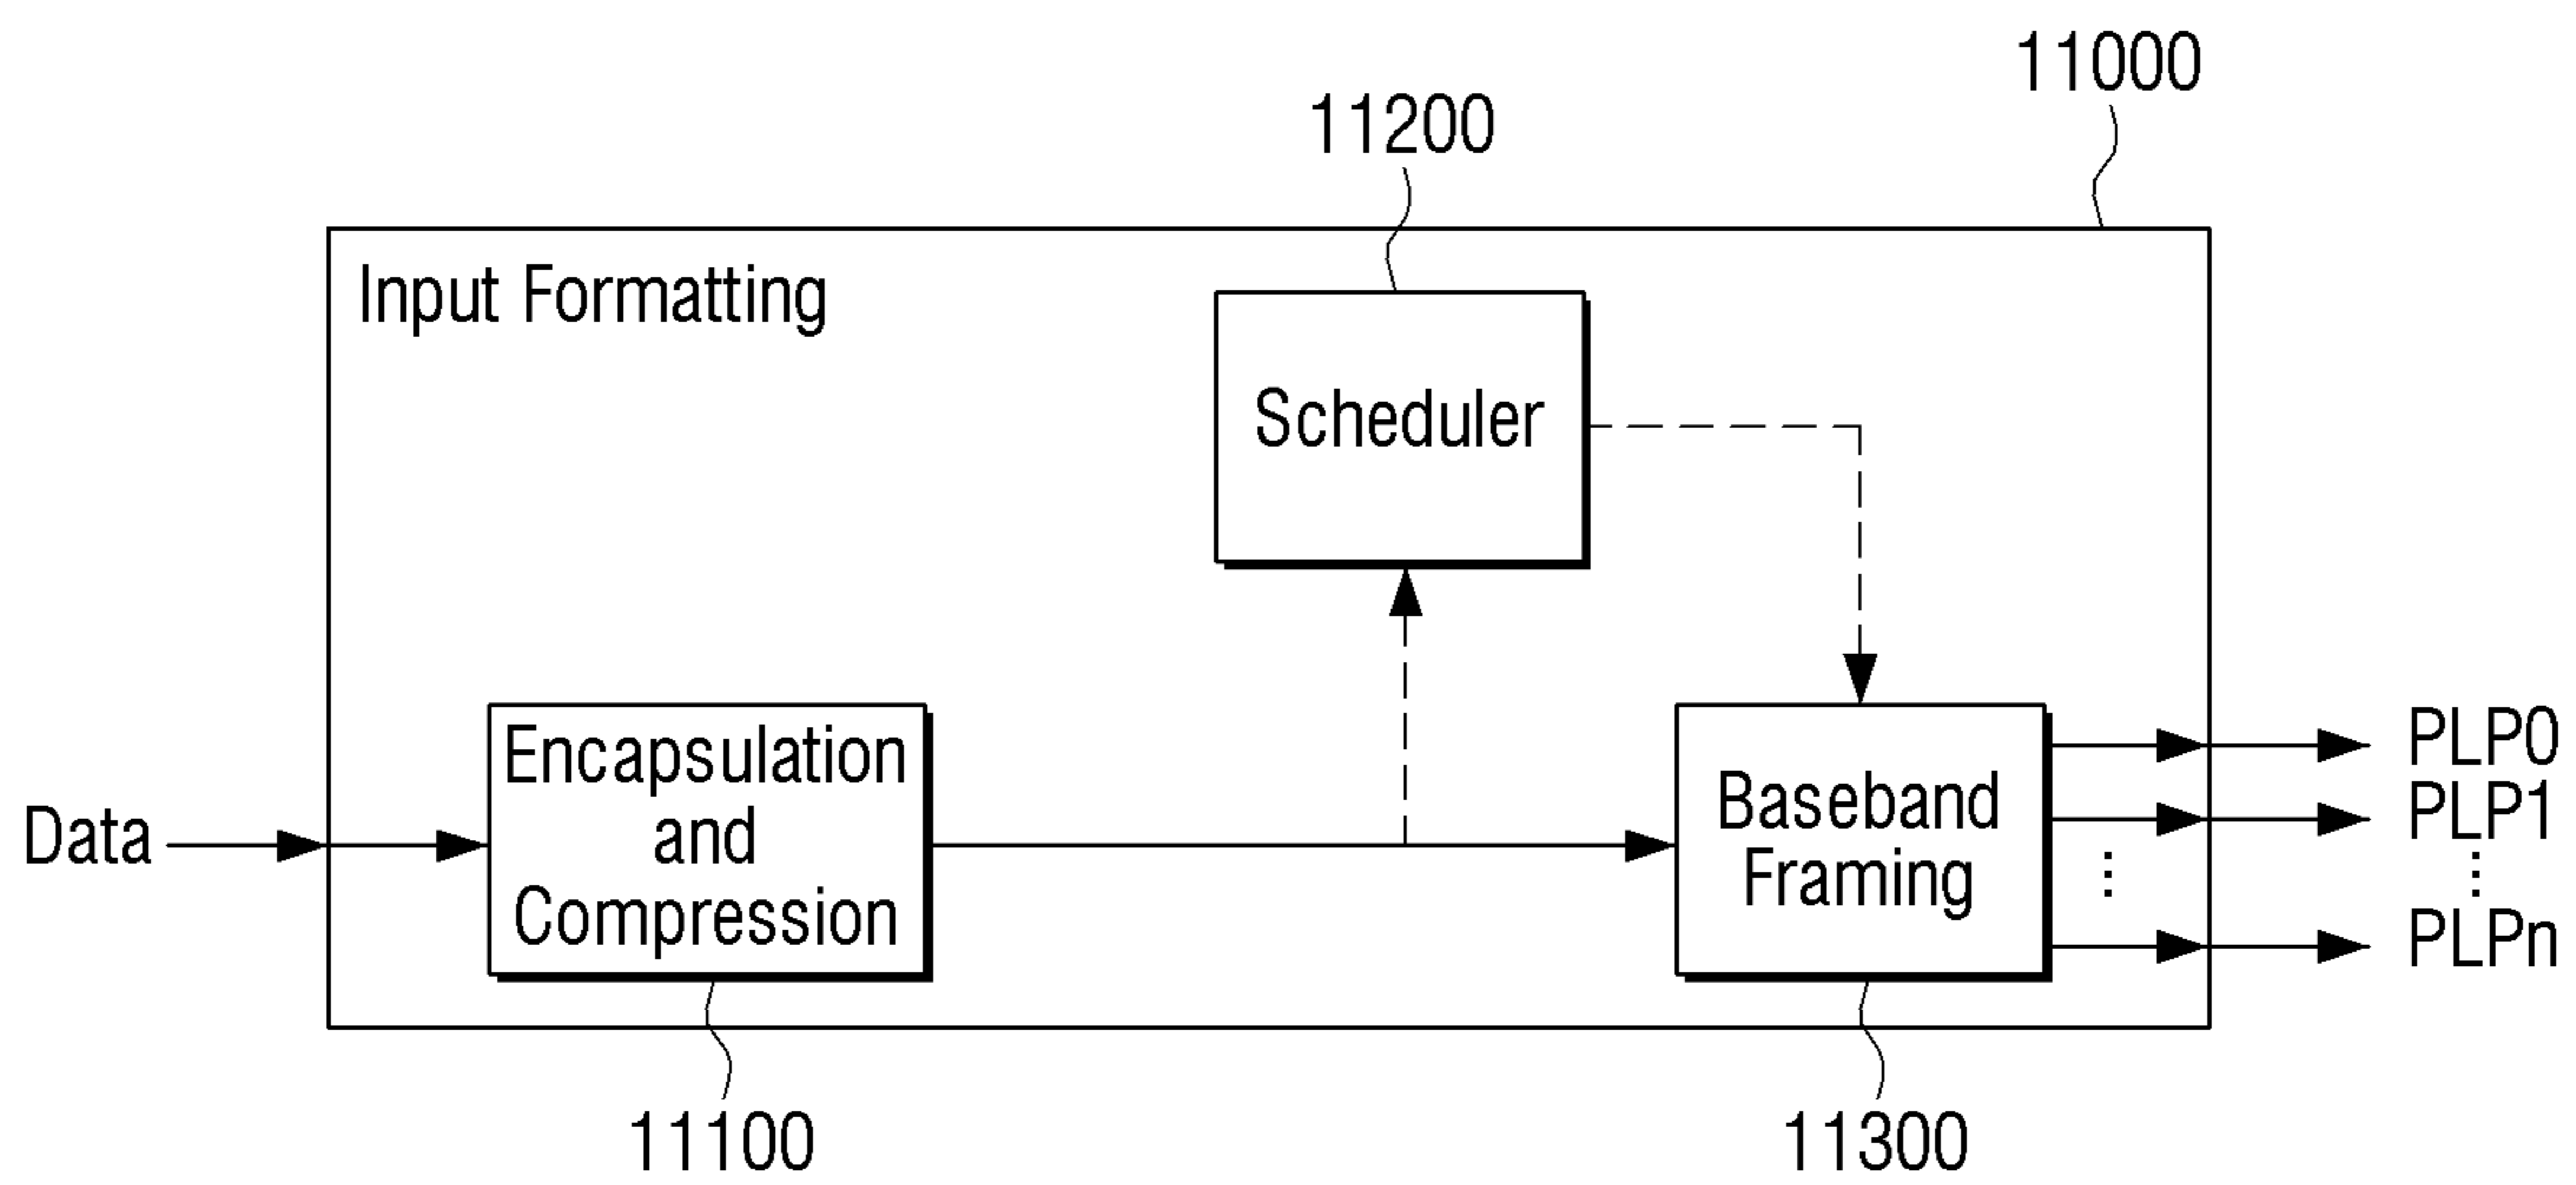 11000
11200
Input Formatting
Scheduler
Encapsulation
and
Compression
Data
Baseband
Framing
PLP0
PLP1
⋮
⋮
PLPn
11100
11300